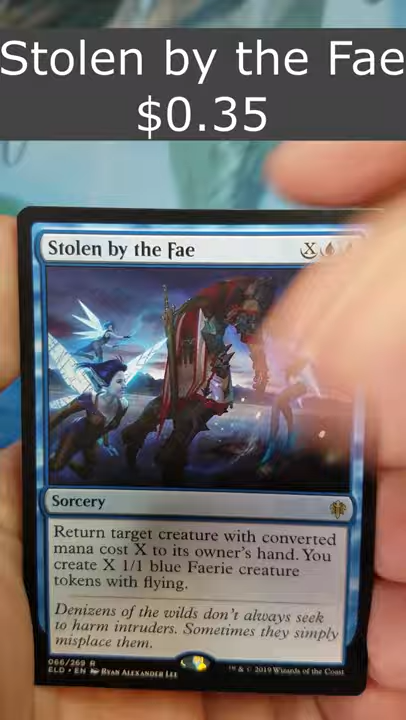 Stolen by the Fae
$0.35
Stolen by the Fae
X
Sorcery
Return target creature with converted
mana cost X to its owner's hand. You
create X 1/1 blue Faerie creature
tokens with flying.
Denizens of the wilds don't always seek
to harm intruders. Sometimes they simply
misplace them.
066/269 R
ELD • EN Ryan Alexander Lee
™ & © 2019 Wizards of the Coast